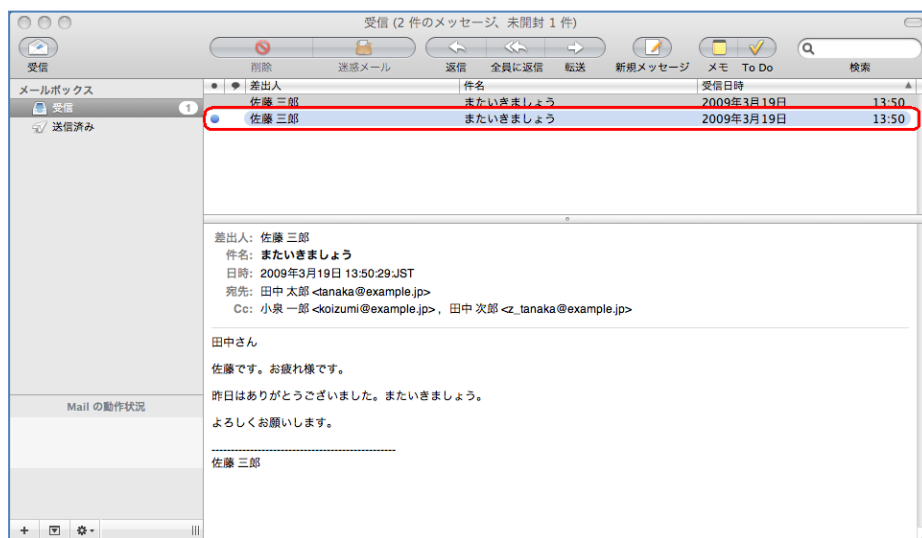 受信 (2 件のメッセージ、未開封 1 件)
受信 削除 迷惑メール 返信 全員に返信 転送 新規メッセージ メモ To Do 検索
メールボックス
受信 1
送信済み
差出人 件名 受信日時
佐藤 三郎 またいきましょう 2009年3月19日 13:50
佐藤 三郎 またいきましょう 2009年3月19日 13:50
差出人: 佐藤 三郎
件名: またいきましょう
日時: 2009年3月19日 13:50:29:JST
宛先: 田中 太郎 <tanaka@example.jp>
Cc: 小泉 一郎 <koizumi@example.jp>, 田中 次郎 <z_tanaka@example.jp>
田中さん
佐藤です。お疲れ様です。
昨日はありがとうございました。またいきましょう。
よろしくお願いします。
------------------------------------------------
佐藤 三郎
Mail の動作状況